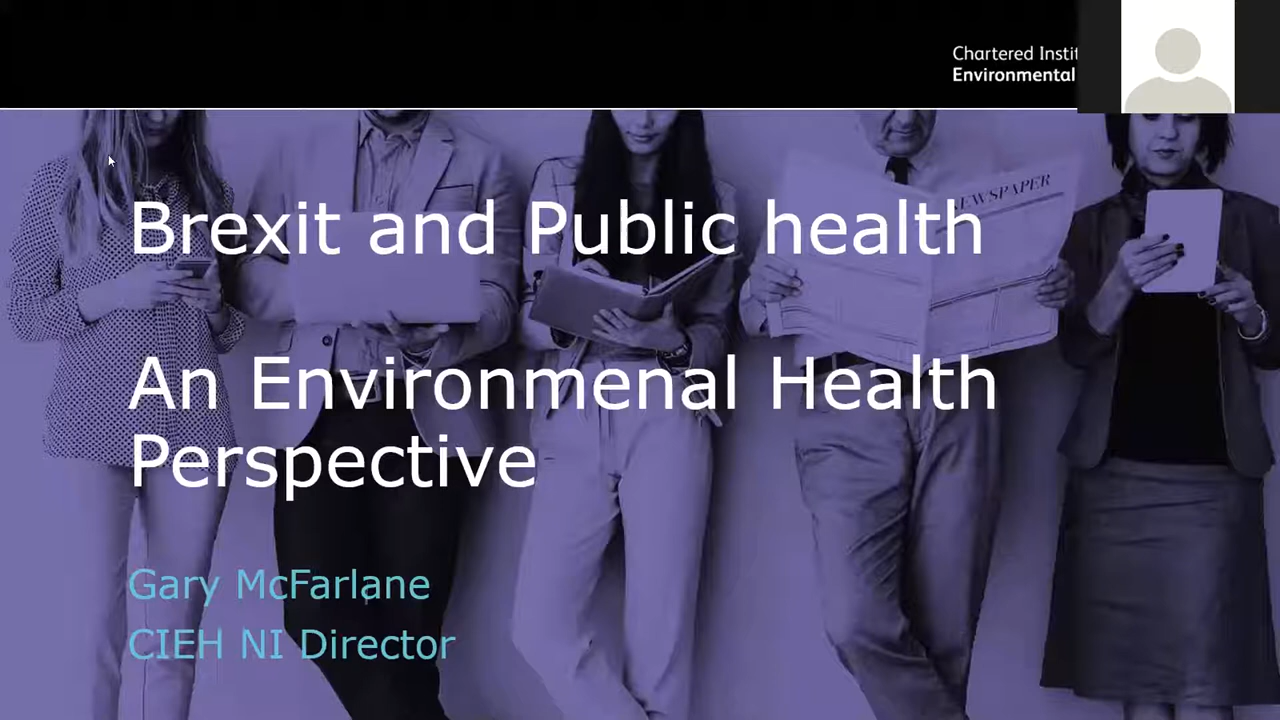 Chartered Instit
Environmental
NEWSPAPER
Brexit and Public health
An Environmenal Health
Perspective
Gary McFarlane
CIEH NI Director